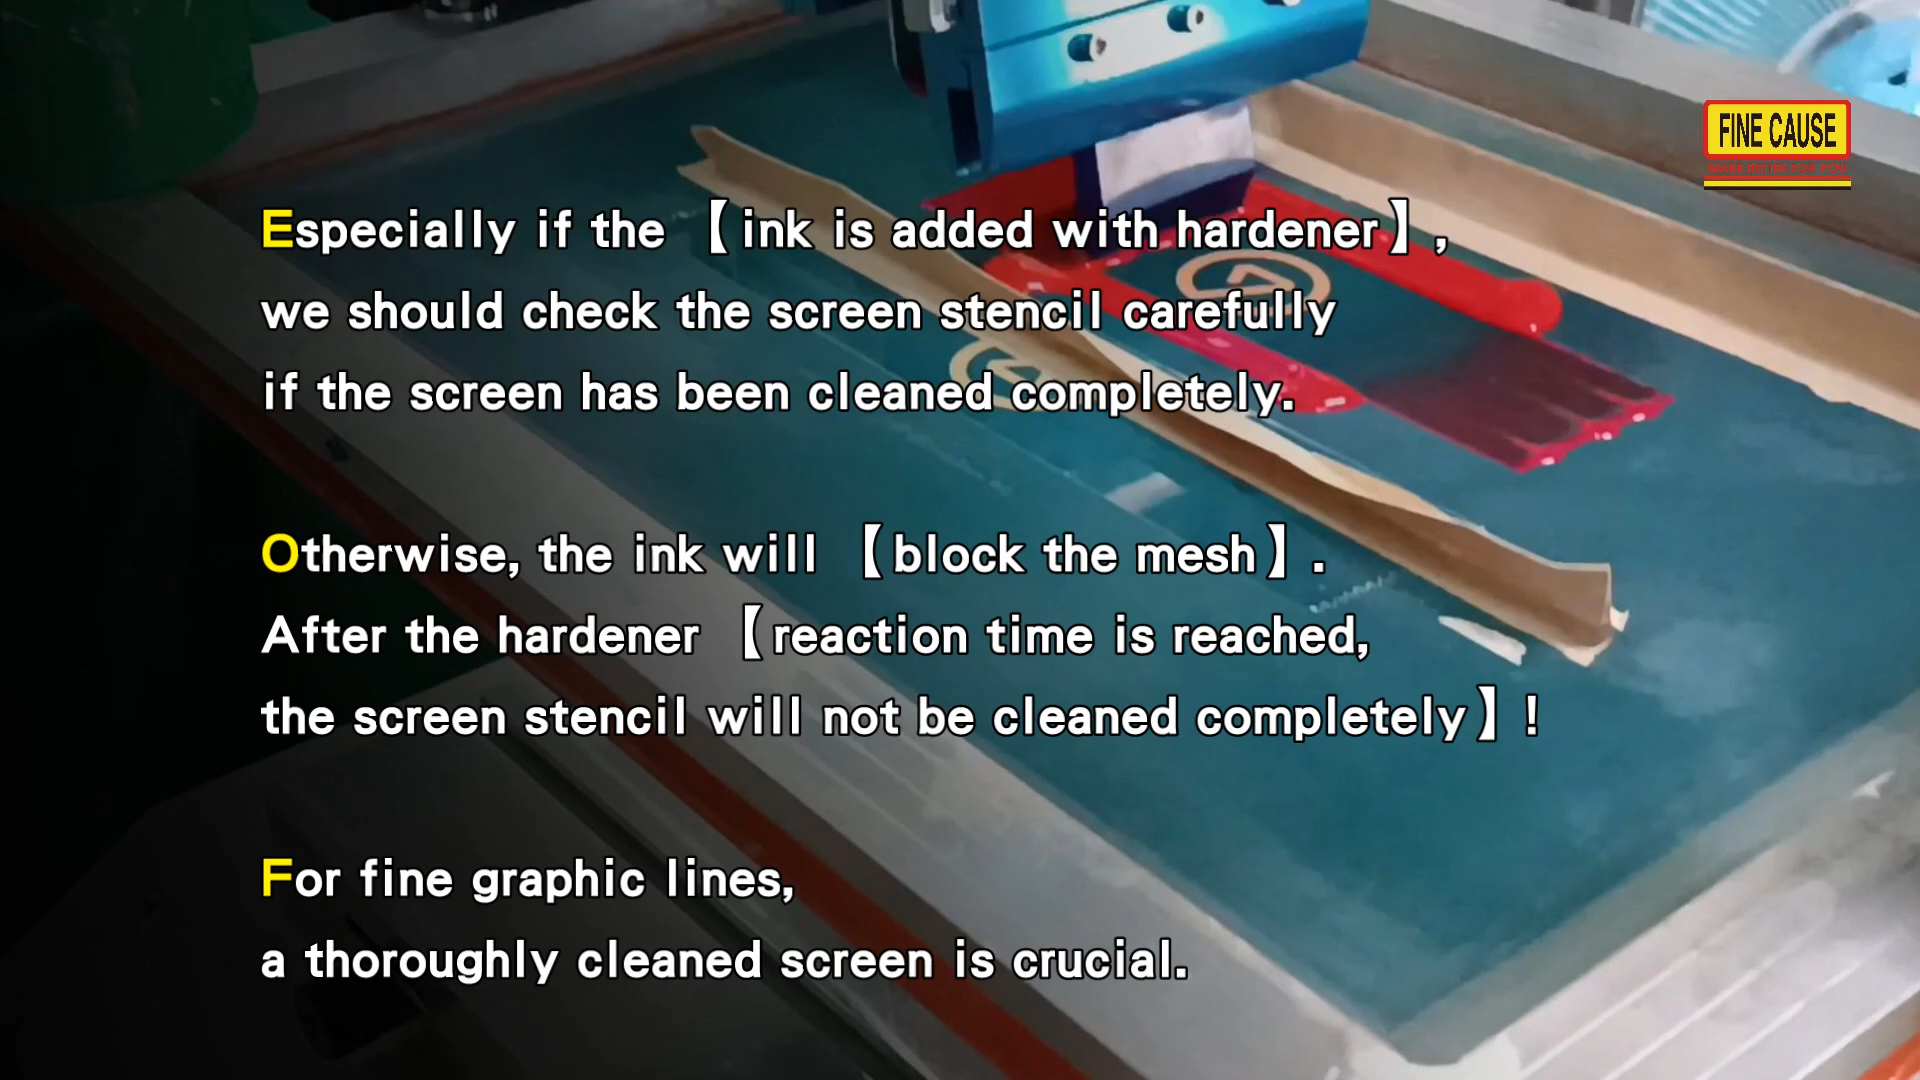 FINE CAUSE
Especially if the 【ink is added with hardener】,
we should check the screen stencil carefully
if the screen has been cleaned completely.
Otherwise, the ink will 【block the mesh】.
After the hardener 【reaction time is reached,
the screen stencil will not be cleaned completely】!
For fine graphic lines,
a thoroughly cleaned screen is crucial.